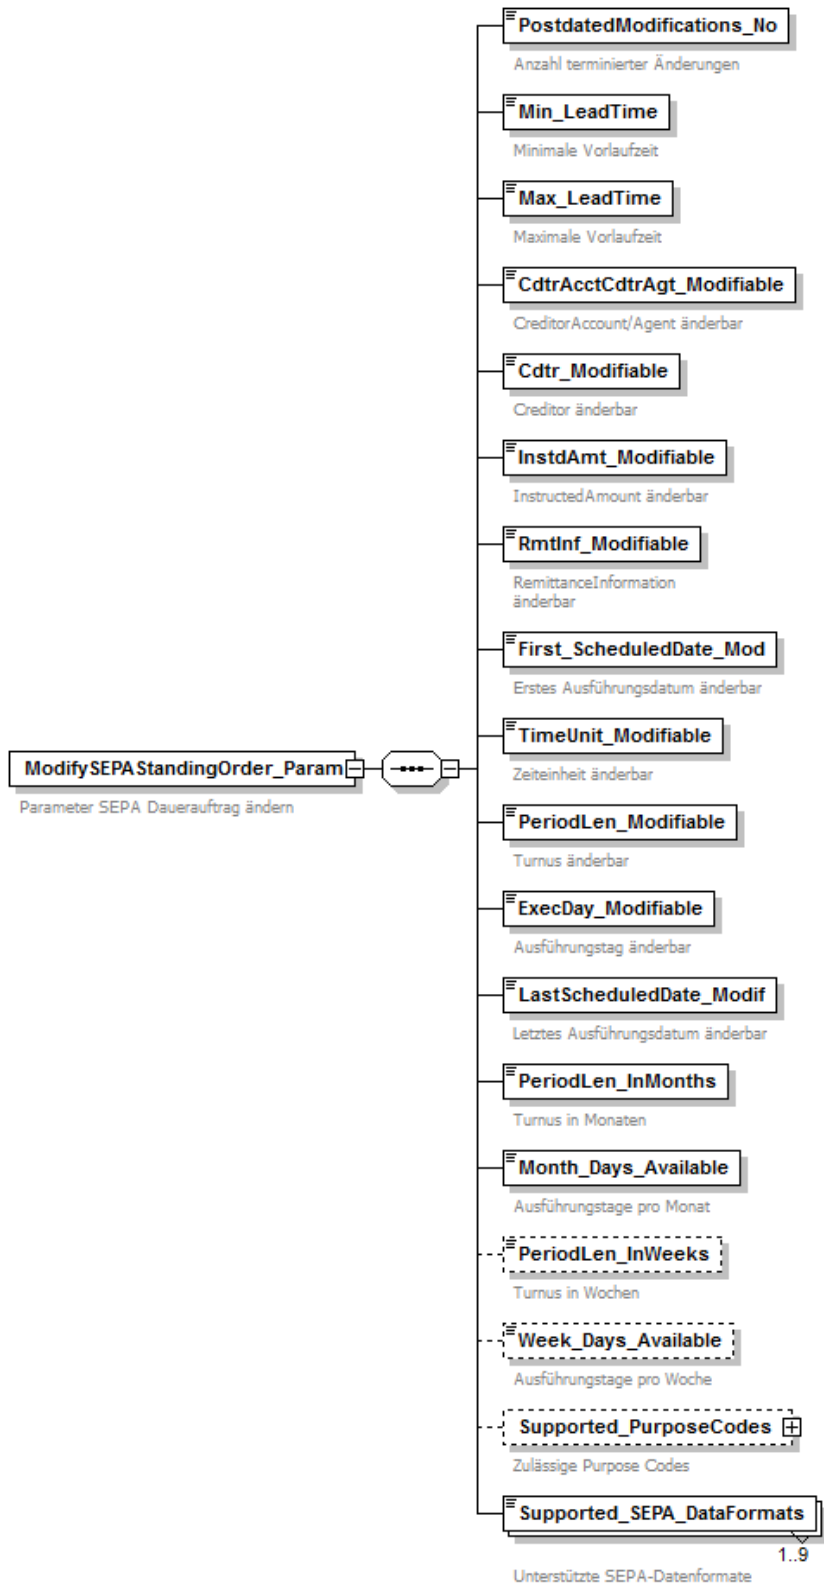 PostdatedModifications_No
Anzahl terminierter Änderungen
Min_LeadTime
Minimale Vorlaufzeit
Max_LeadTime
Maximale Vorlaufzeit
CdtrAcctCdtrAgt_Modifiable
CreditorAccount/Agent änderbar
Cdtr_Modifiable
Creditor änderbar
InstdAmt_Modifiable
InstructedAmount änderbar
RmtInf_Modifiable
RemittanceInformation
änderbar
First_ScheduledDate_Mod
Erstes Ausführungsdatum änderbar
ModifySEPAStandingOrder_Param
Parameter SEPA Dauerauftrag ändern
TimeUnit_Modifiable
Zeiteinheit änderbar
PeriodLen_Modifiable
Turnus änderbar
ExecDay_Modifiable
Ausführungstag änderbar
LastScheduledDate_Modif
Letztes Ausführungsdatum änderbar
PeriodLen_InMonths
Turnus in Monaten
Month_Days_Available
Ausführungstage pro Monat
PeriodLen_InWeeks
Turnus in Wochen
Week_Days_Available
Ausführungstage pro Woche
Supported_PurposeCodes
Zulässige Purpose Codes
Supported_SEPA_DataFormats
1..9
Unterstützte SEPA-Datenformate